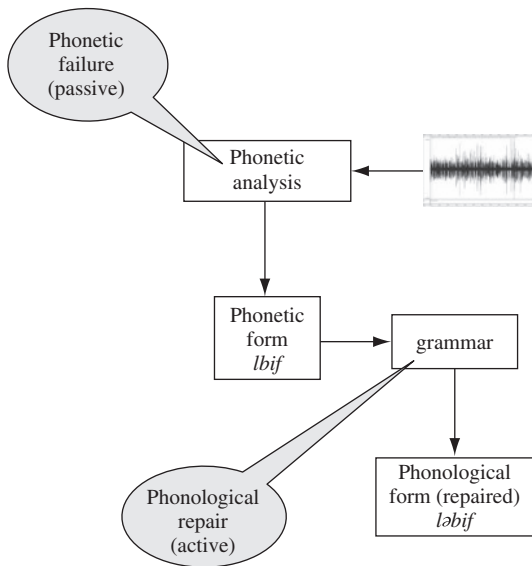 Phonetic
failure
(passive)
Phonetic
analysis
Phonetic
form
lbif
grammar
Phonological
repair
(active)
Phonological
form (repaired)
ləbif